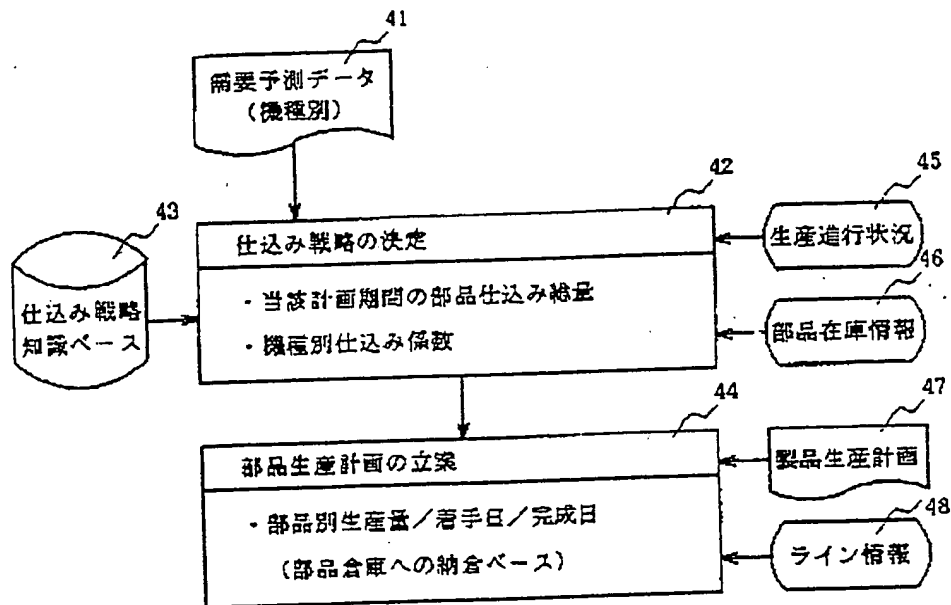 41
需要予測データ
(機種別)
42
45
43
仕込み戦略の決定
生産進行状況
46
仕込み戦略
知識ベース
・当該計画期間の部品仕込み総量
・機種別仕込み係数
部品在庫情報
44
47
部品生産計画の立案
製品生産計画
48
・部品別生産量/着手日/完成日
(部品倉庫への納倉ベース)
ライン情報